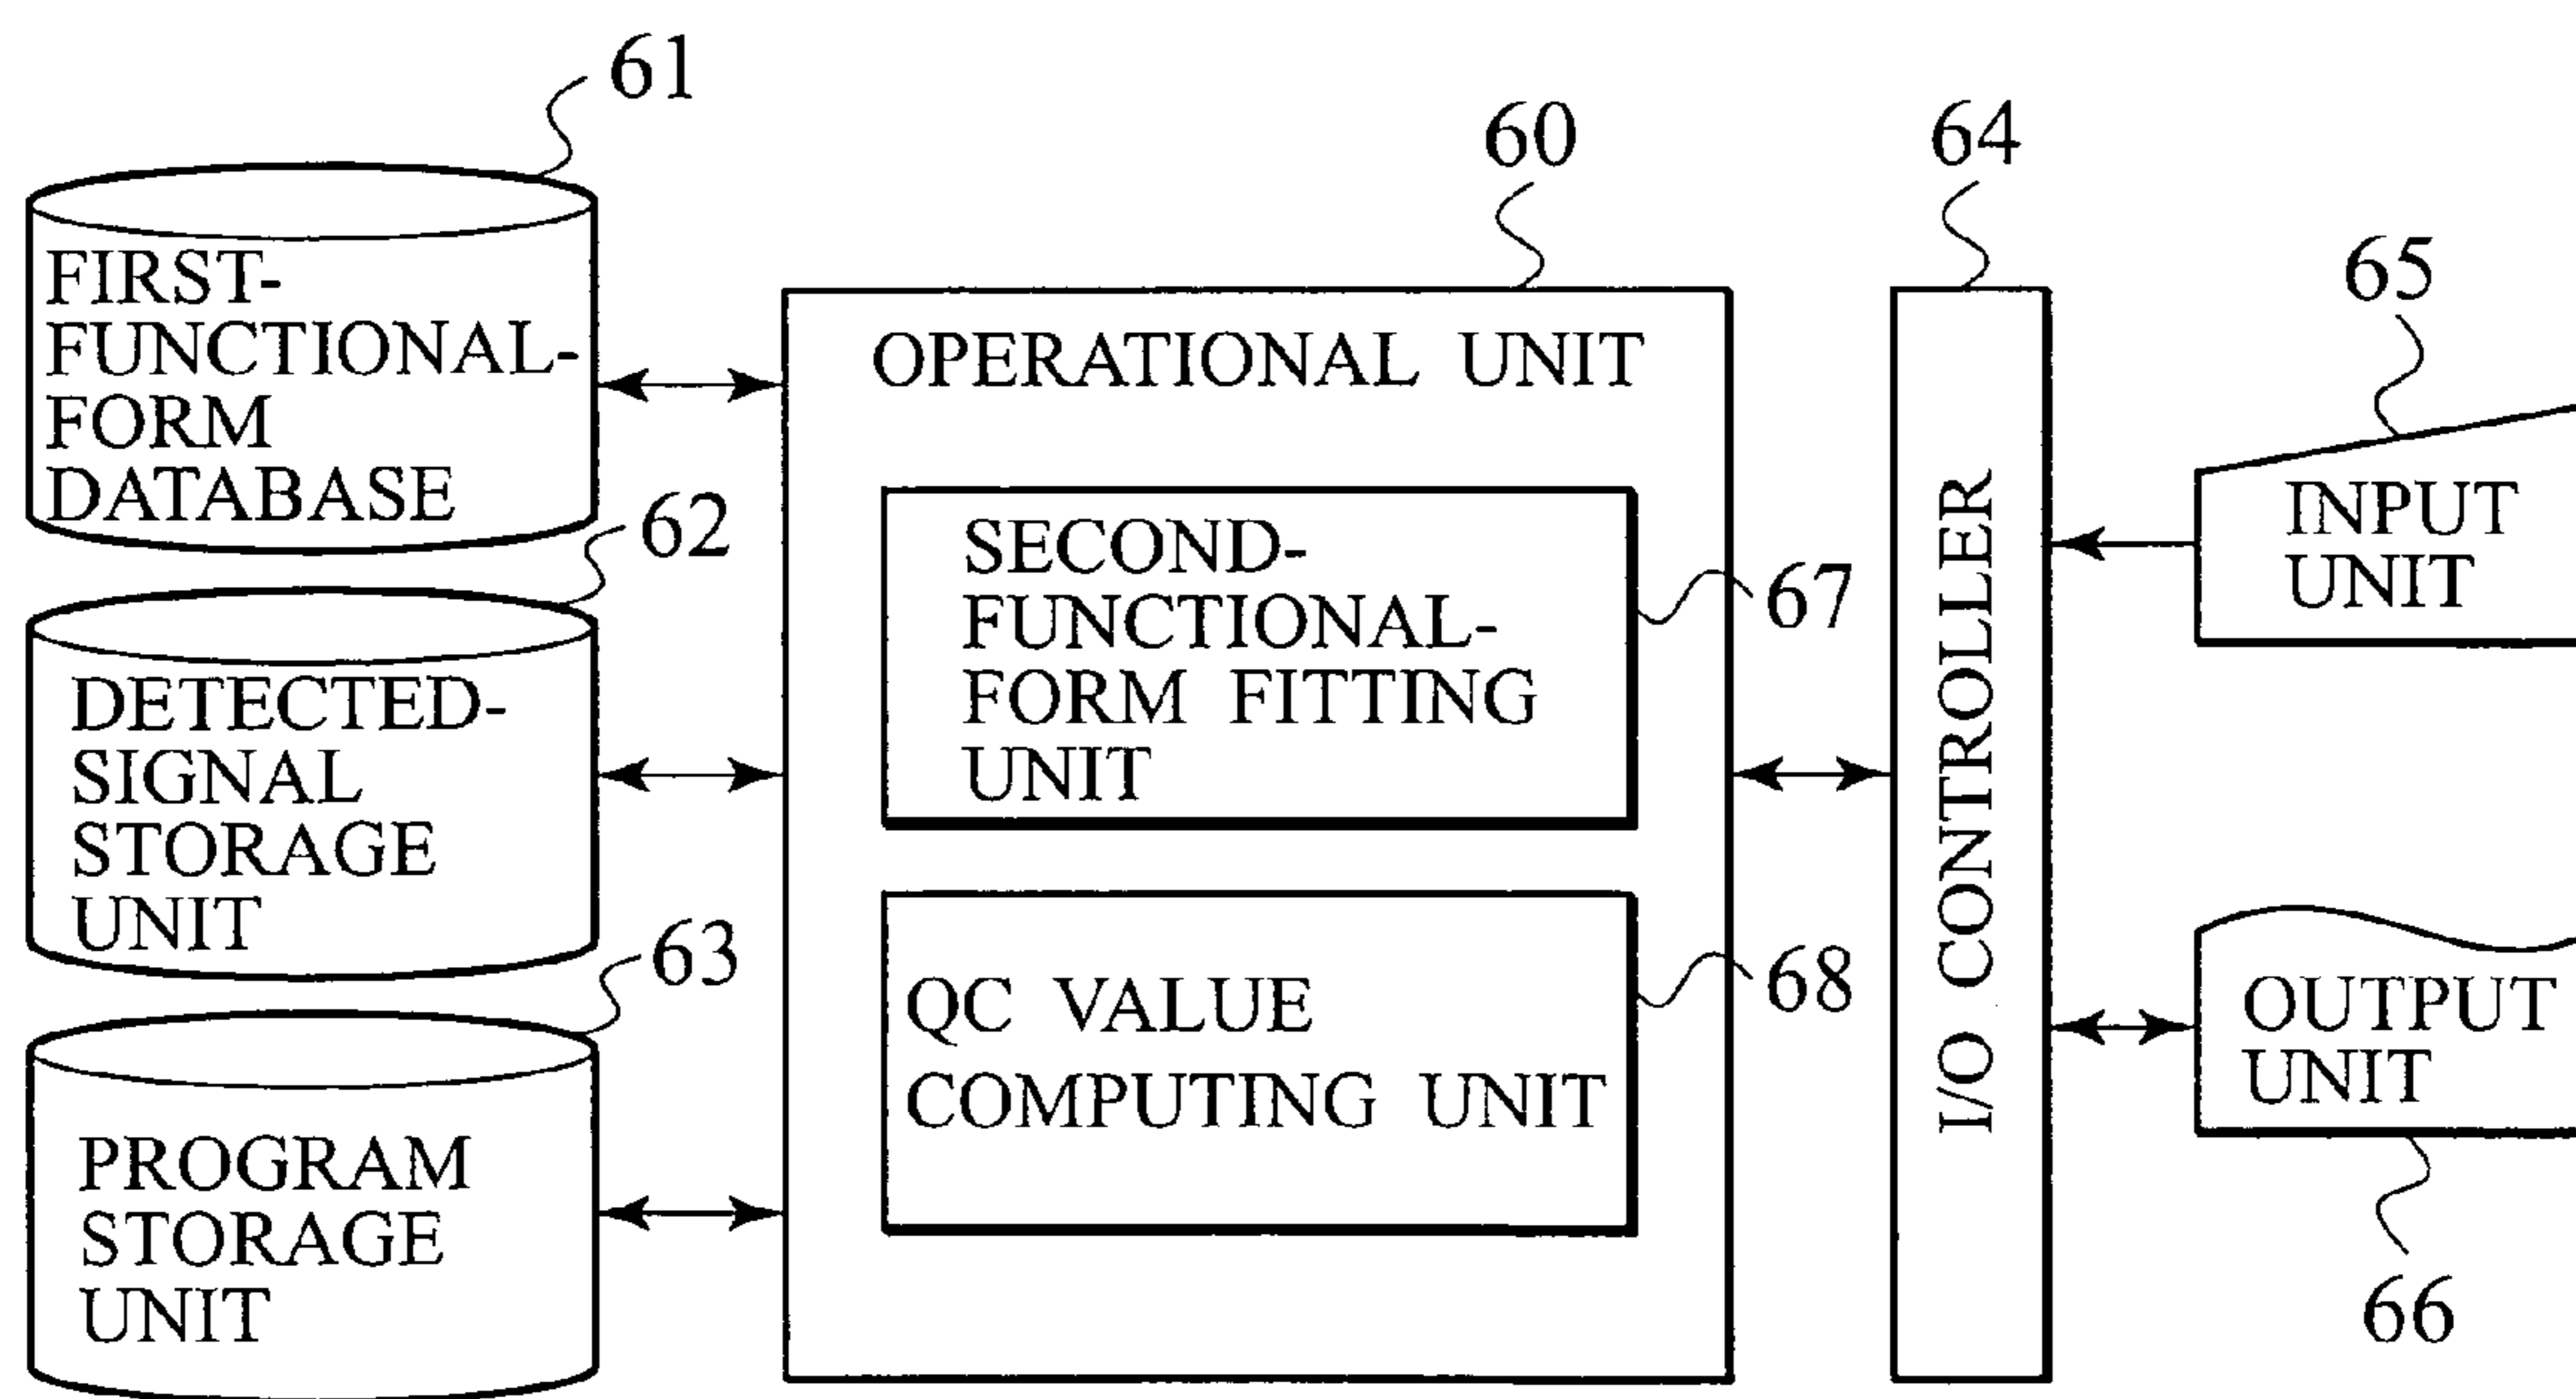 61
FIRST-
FUNCTIONAL-
FORM
DATABASE
62
DETECTED-
SIGNAL
STORAGE
UNIT
63
PROGRAM
STORAGE
UNIT
60
OPERATIONAL UNIT
SECOND-
FUNCTIONAL-
FORM FITTING
UNIT
67
QC VALUE
COMPUTING UNIT
68
64
I/O CONTROLLER
65
INPUT
UNIT
OUTPUT
UNIT
66